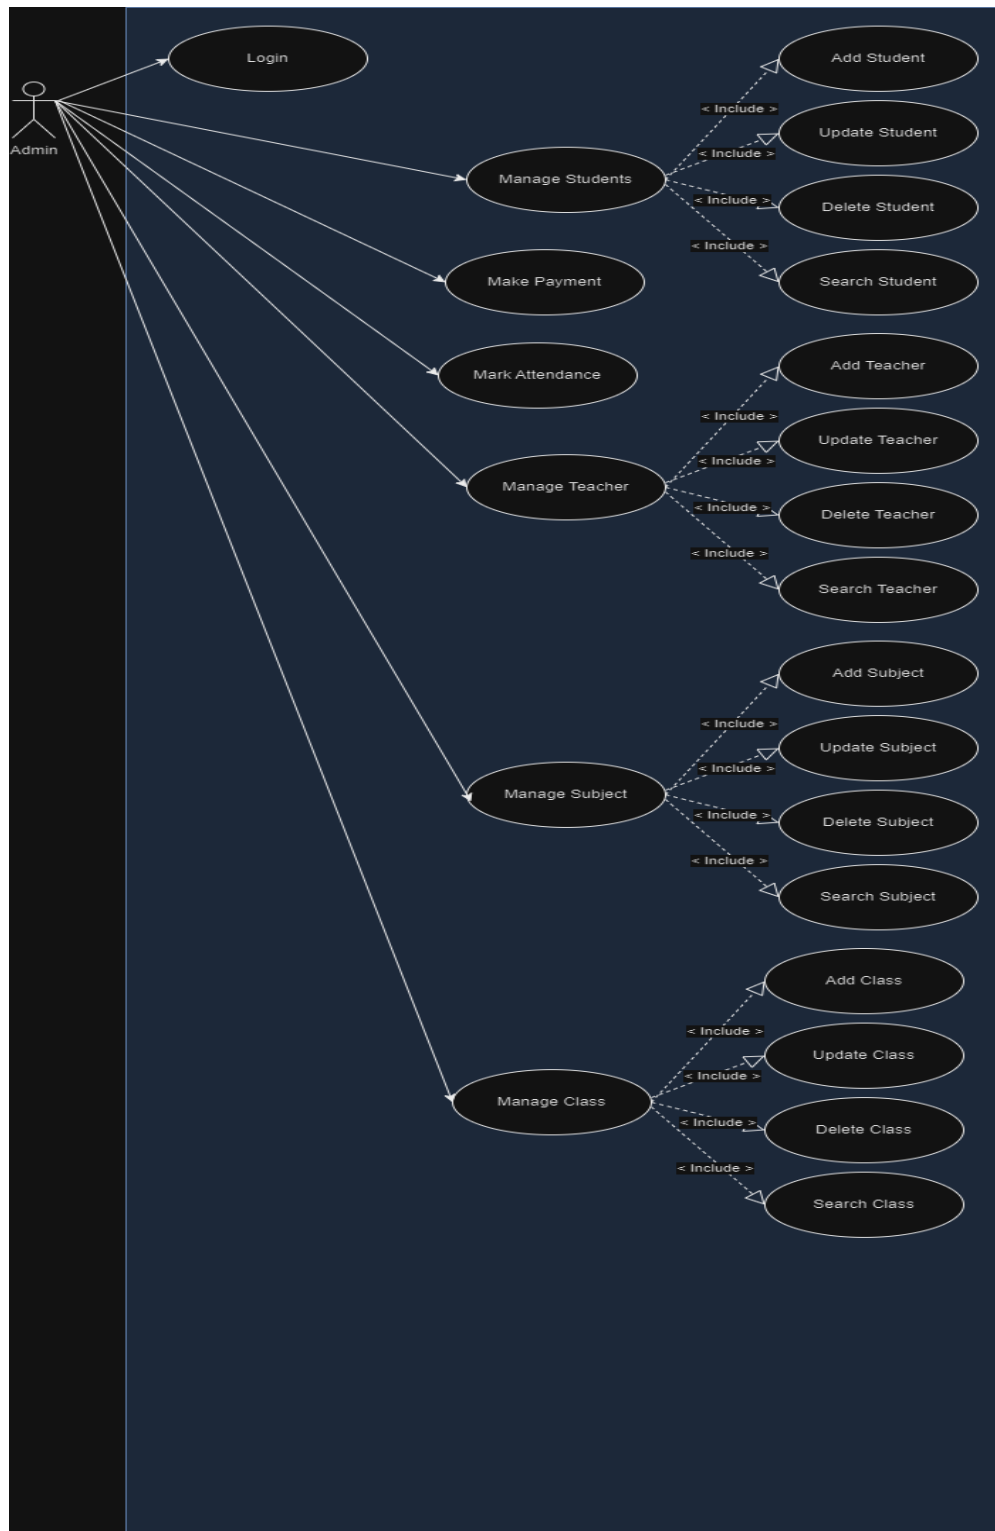 Login
Admin
Add Student
< Include >
Update Student
< Include >
Manage Students
Delete Student
< Include >
Search Student
< Include >
Make Payment
Mark Attendance
Add Teacher
< Include >
Update Teacher
< Include >
Manage Teacher
Delete Teacher
< Include >
Search Teacher
< Include >
Add Subject
< Include >
Update Subject
< Include >
Manage Subject
Delete Subject
< Include >
Search Subject
< Include >
Add Class
< Include >
Update Class
< Include >
Manage Class
Delete Class
< Include >
Search Class
< Include >